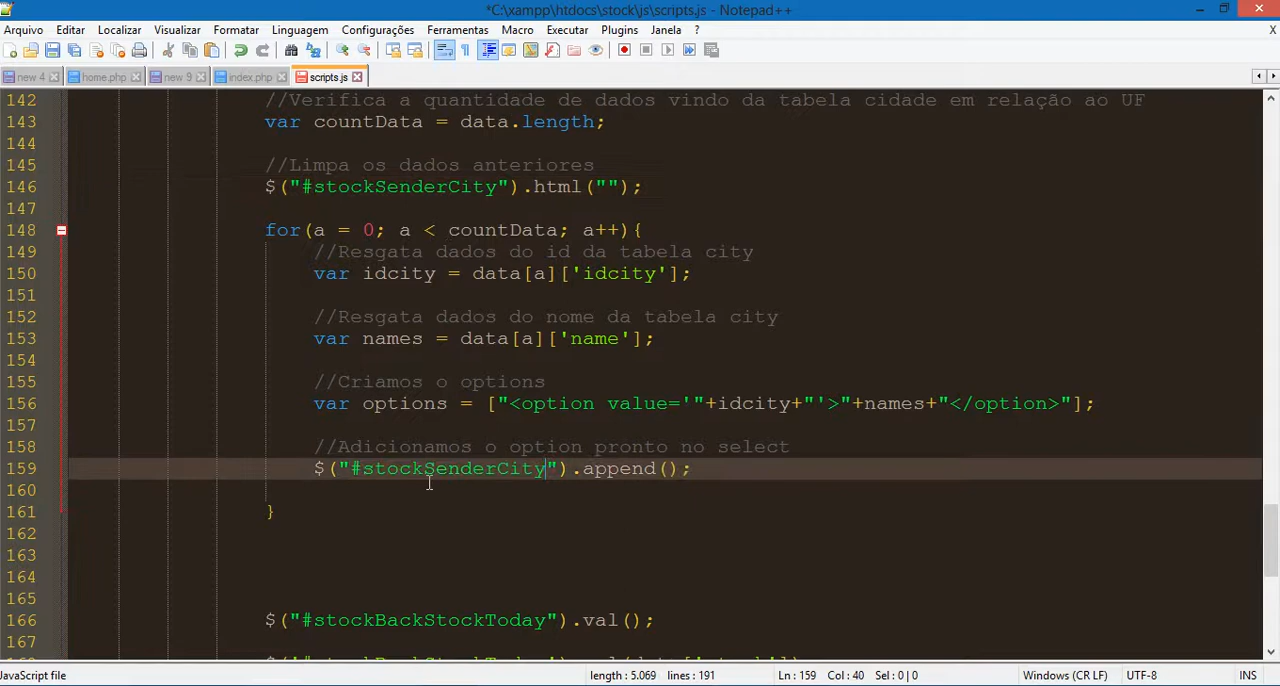 *C:\xampp\htdocs\stock\js\scripts.js - Notepad++
Arquivo Editar Localizar Visualizar Formatar Linguagem Configurações Ferramentas Macro Executar Plugins Janela ? X
new 4 home.php new 9 index.php scripts.js
142 //Verifica a quantidade de dados vindo da tabela cidade em relação ao UF
143 var countData = data.length;
144
145 //Limpa os dados anteriores
146 $("#stockSenderCity").html("");
147
148 for(a = 0; a < countData; a++){
149 //Resgata dados do id da tabela city
150 var idcity = data[a]['idcity'];
151
152 //Resgata dados do nome da tabela city
153 var names = data[a]['name'];
154
155 //Criamos o options
156 var options = ["<option value='"+idcity+"'>"+names+"</option>"];
157
158 //Adicionamos o option pronto no select
159 $("#stockSenderCity").append();
160
161 }
162
163
164
165
166 $("#stockBackStockToday").val();
167
JavaScript file length : 5.069 lines : 191 Ln : 159 Col : 40 Sel : 0 | 0 Windows (CR LF) UTF-8 INS